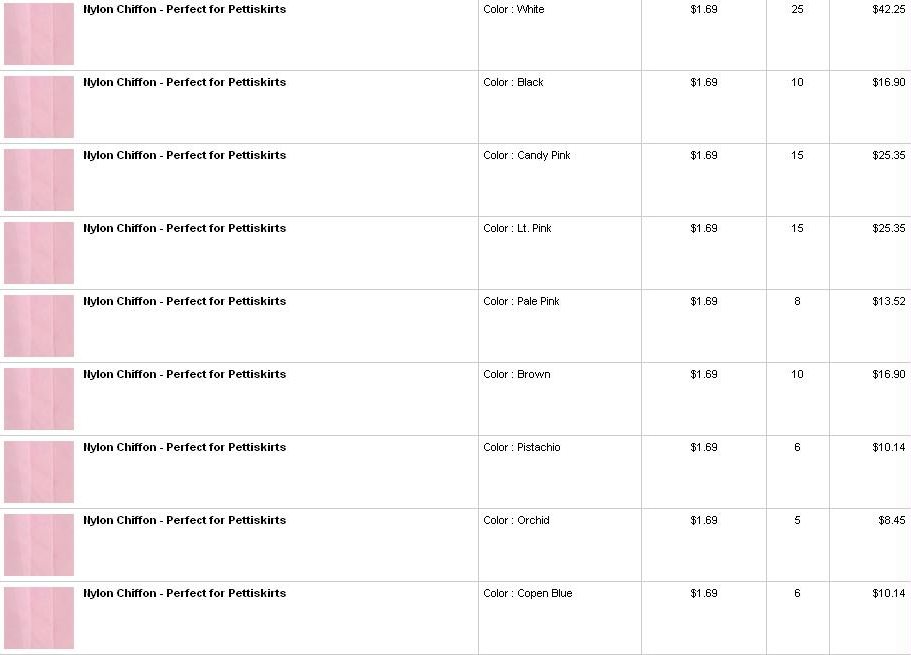 Nylon Chiffon - Perfect for Pettiskirts Color : White $1.69 25 $42.25
Nylon Chiffon - Perfect for Pettiskirts Color : Black $1.69 10 $16.90
Nylon Chiffon - Perfect for Pettiskirts Color : Candy Pink $1.69 15 $25.35
Nylon Chiffon - Perfect for Pettiskirts Color : Lt. Pink $1.69 15 $25.35
Nylon Chiffon - Perfect for Pettiskirts Color : Pale Pink $1.69 8 $13.52
Nylon Chiffon - Perfect for Pettiskirts Color : Brown $1.69 10 $16.90
Nylon Chiffon - Perfect for Pettiskirts Color : Pistachio $1.69 6 $10.14
Nylon Chiffon - Perfect for Pettiskirts Color : Orchid $1.69 5 $8.45
Nylon Chiffon - Perfect for Pettiskirts Color : Copen Blue $1.69 6 $10.14